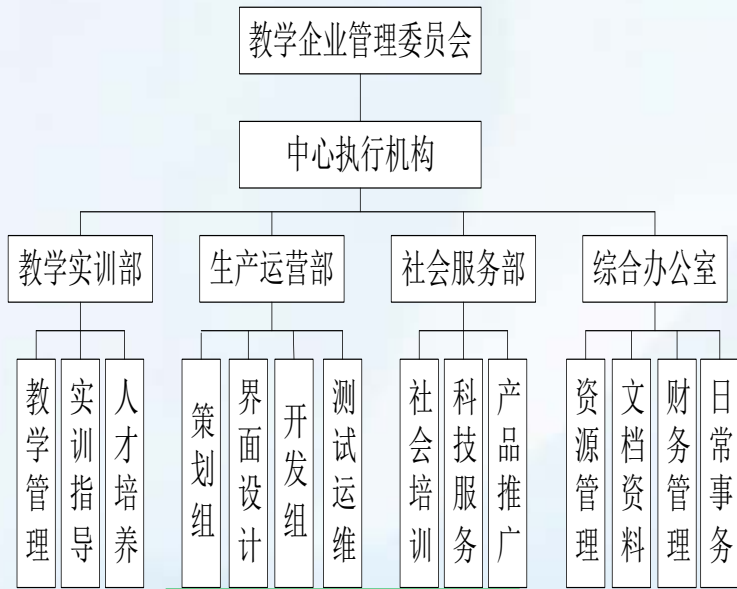 教学企业管理委员会
中心执行机构
教学实训部
生产运营部
社会服务部
综合办公室
教学管理
实训指导
人才培养
策划组
界面设计
开发组
测试运维
社会培训
科技服务
产品推广
资源管理
文档资料
财务管理
日常事务